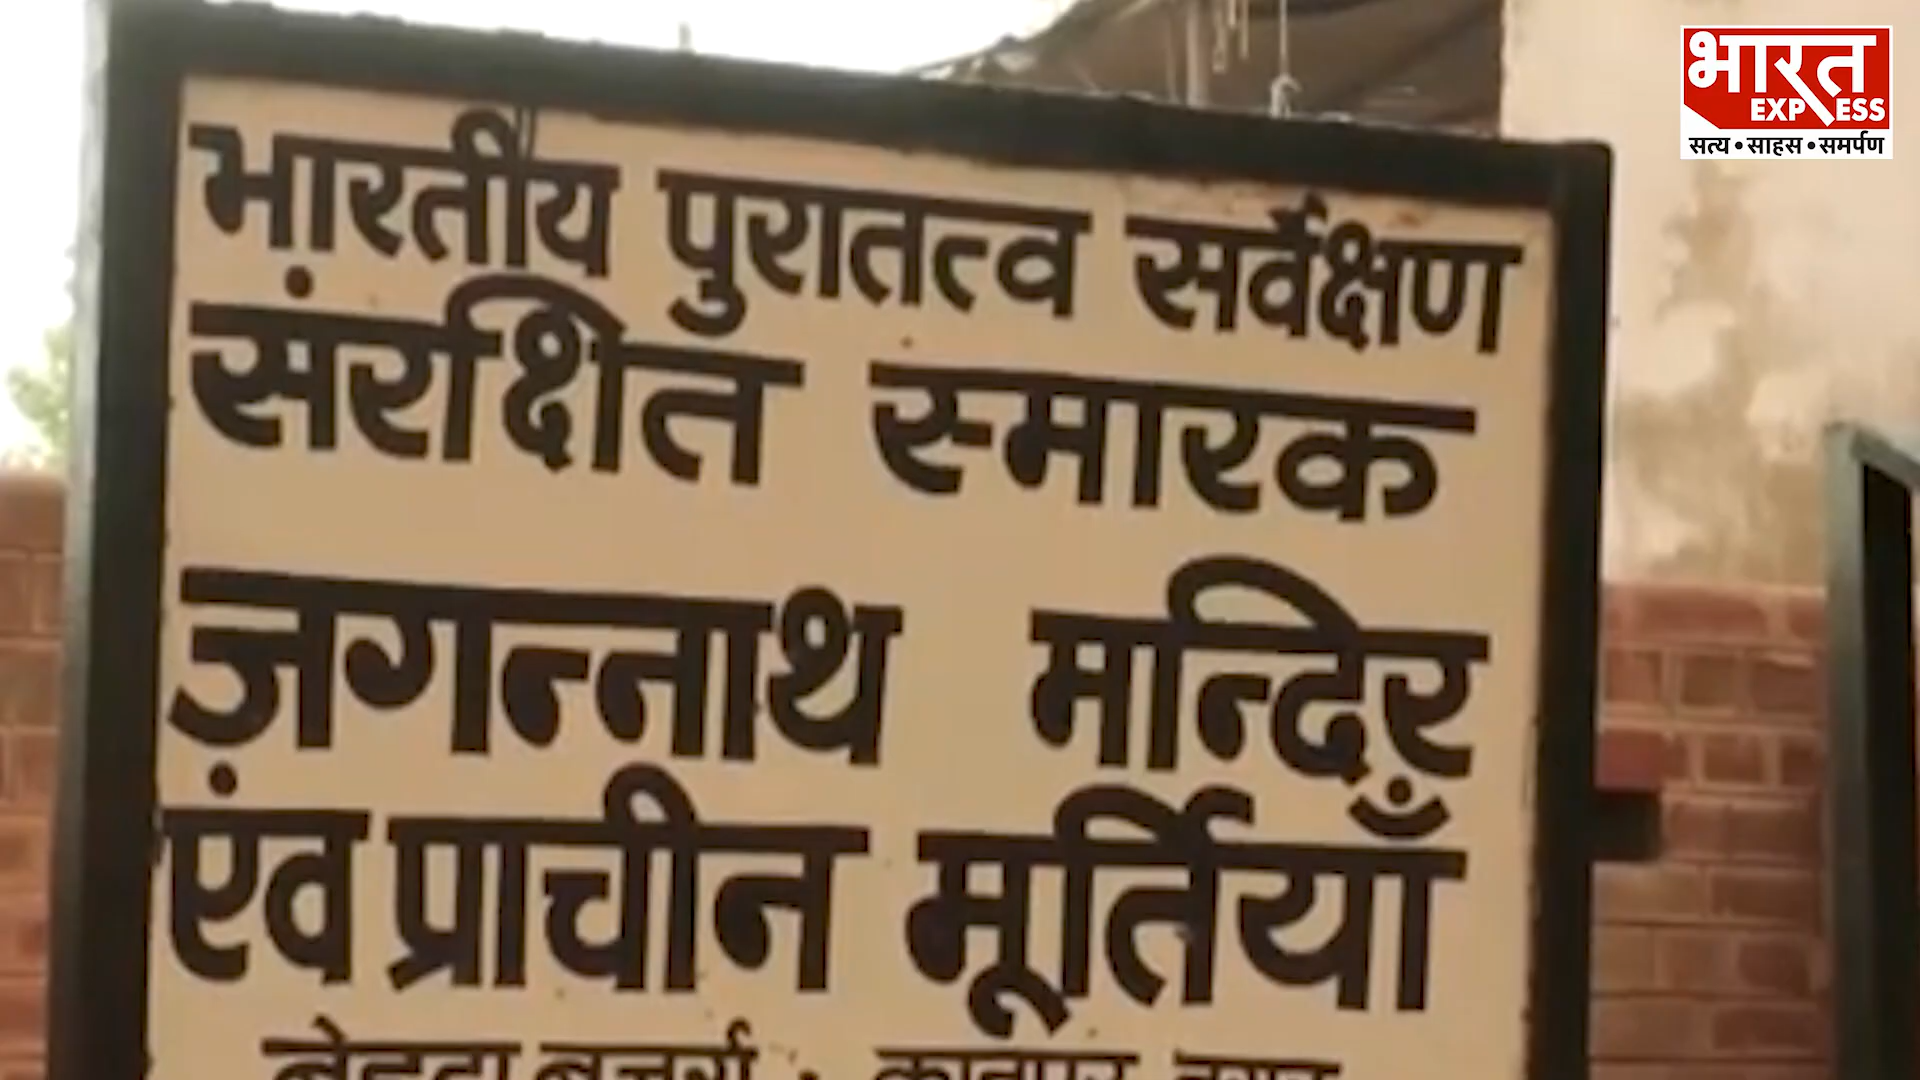 भारत
EXPRESS
सत्य • साहस • समर्पण
भारतीय पुरातत्व सर्वेक्षण
संरक्षित स्मारक
जगन्नाथ मन्दिर
एंव प्राचीन मूर्तियाँ